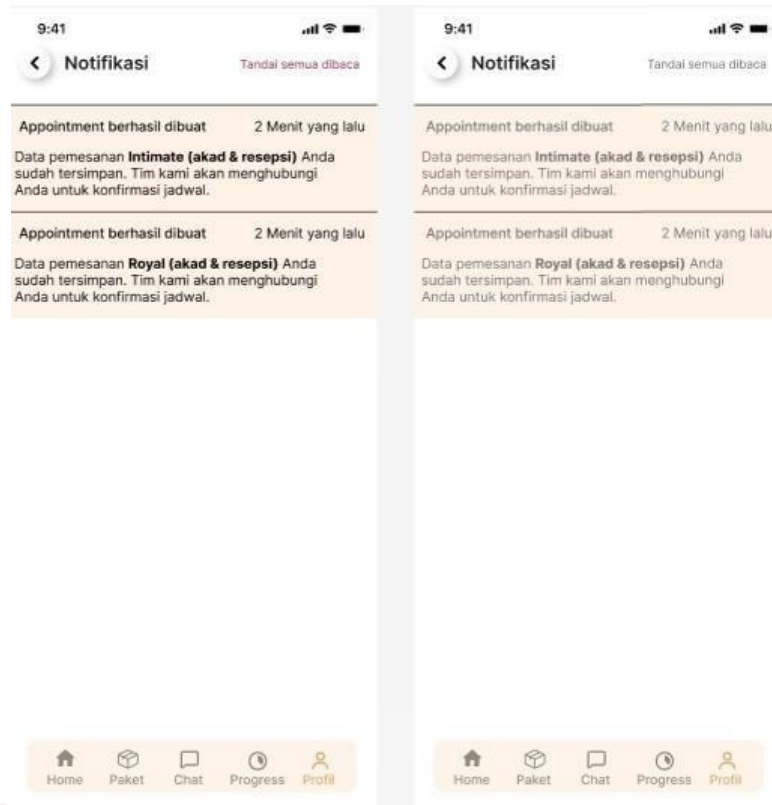 9:41
Notifikasi
Tandai semua dibaca
Appointment berhasil dibuat
2 Menit yang lalu
Data pemesanan Intimate (akad & resepsi) Anda
sudah tersimpan. Tim kami akan menghubungi
Anda untuk konfirmasi jadwal.
Appointment berhasil dibuat
2 Menit yang lalu
Data pemesanan Royal (akad & resepsi) Anda
sudah tersimpan. Tim kami akan menghubungi
Anda untuk konfirmasi jadwal.
Home
Paket
Chat
Progress
Profil
9:41
Notifikasi
Tandai semua dibaca
Appointment berhasil dibuat
2 Menit yang lalu
Data pemesanan Intimate (akad & resepsi) Anda
sudah tersimpan. Tim kami akan menghubungi
Anda untuk konfirmasi jadwal.
Appointment berhasil dibuat
2 Menit yang lalu
Data pemesanan Royal (akad & resepsi) Anda
sudah tersimpan. Tim kami akan menghubungi
Anda untuk konfirmasi jadwal.
Home
Paket
Chat
Progress
Profil